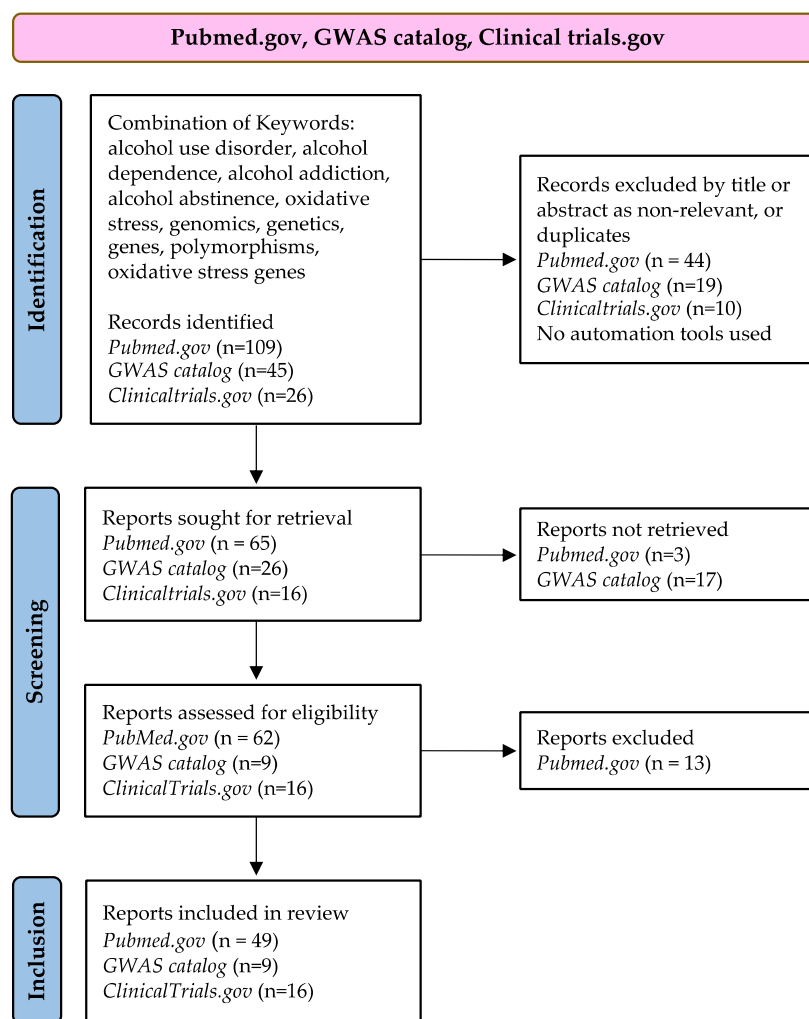 Pubmed.gov, GWAS catalog, Clinical trials.gov
Identification
Combination of Keywords:
alcohol use disorder, alcohol
dependence, alcohol addiction,
alcohol abstinence, oxidative
stress, genomics, genetics,
genes, polymorphisms,
oxidative stress genes
Records identified
Pubmed.gov (n=109)
GWAS catalog (n=45)
Clinicaltrials.gov (n=26)
Records excluded by title or
abstract as non-relevant, or
duplicates
Pubmed.gov (n = 44)
GWAS catalog (n=19)
Clinicaltrials.gov (n=10)
No automation tools used
Screening
Reports sought for retrieval
Pubmed.gov (n = 65)
GWAS catalog (n=26)
Clinicaltrials.gov (n=16)
Reports not retrieved
Pubmed.gov (n=3)
GWAS catalog (n=17)
Reports assessed for eligibility
PubMed.gov (n = 62)
GWAS catalog (n=9)
ClinicalTrials.gov (n=16)
Reports excluded
Pubmed.gov (n = 13)
Inclusion
Reports included in review
Pubmed.gov (n = 49)
GWAS catalog (n=9)
ClinicalTrials.gov (n=16)